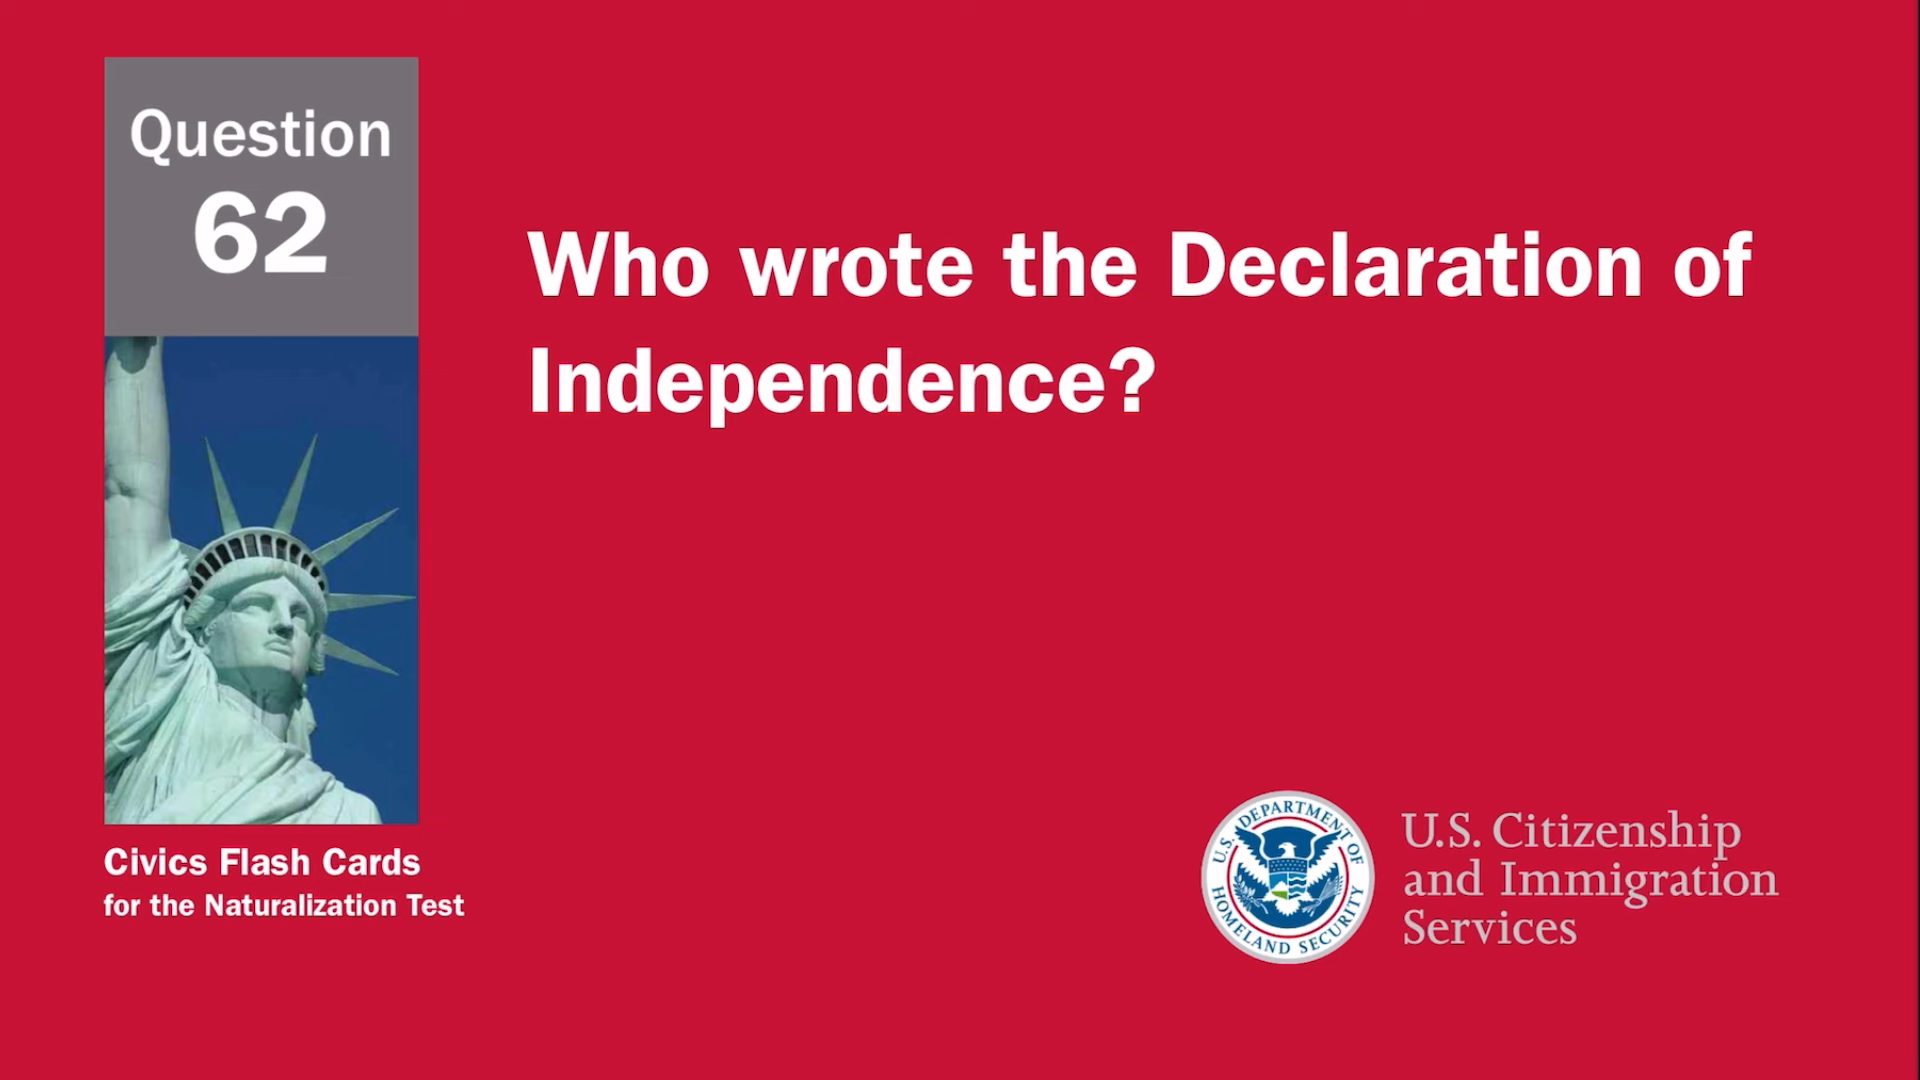 Question
62
Who wrote the Declaration of
Independence?
Civics Flash Cards
for the Naturalization Test
U.S. DEPARTMENT OF
HOMELAND SECURITY
U.S. Citizenship
and Immigration
Services